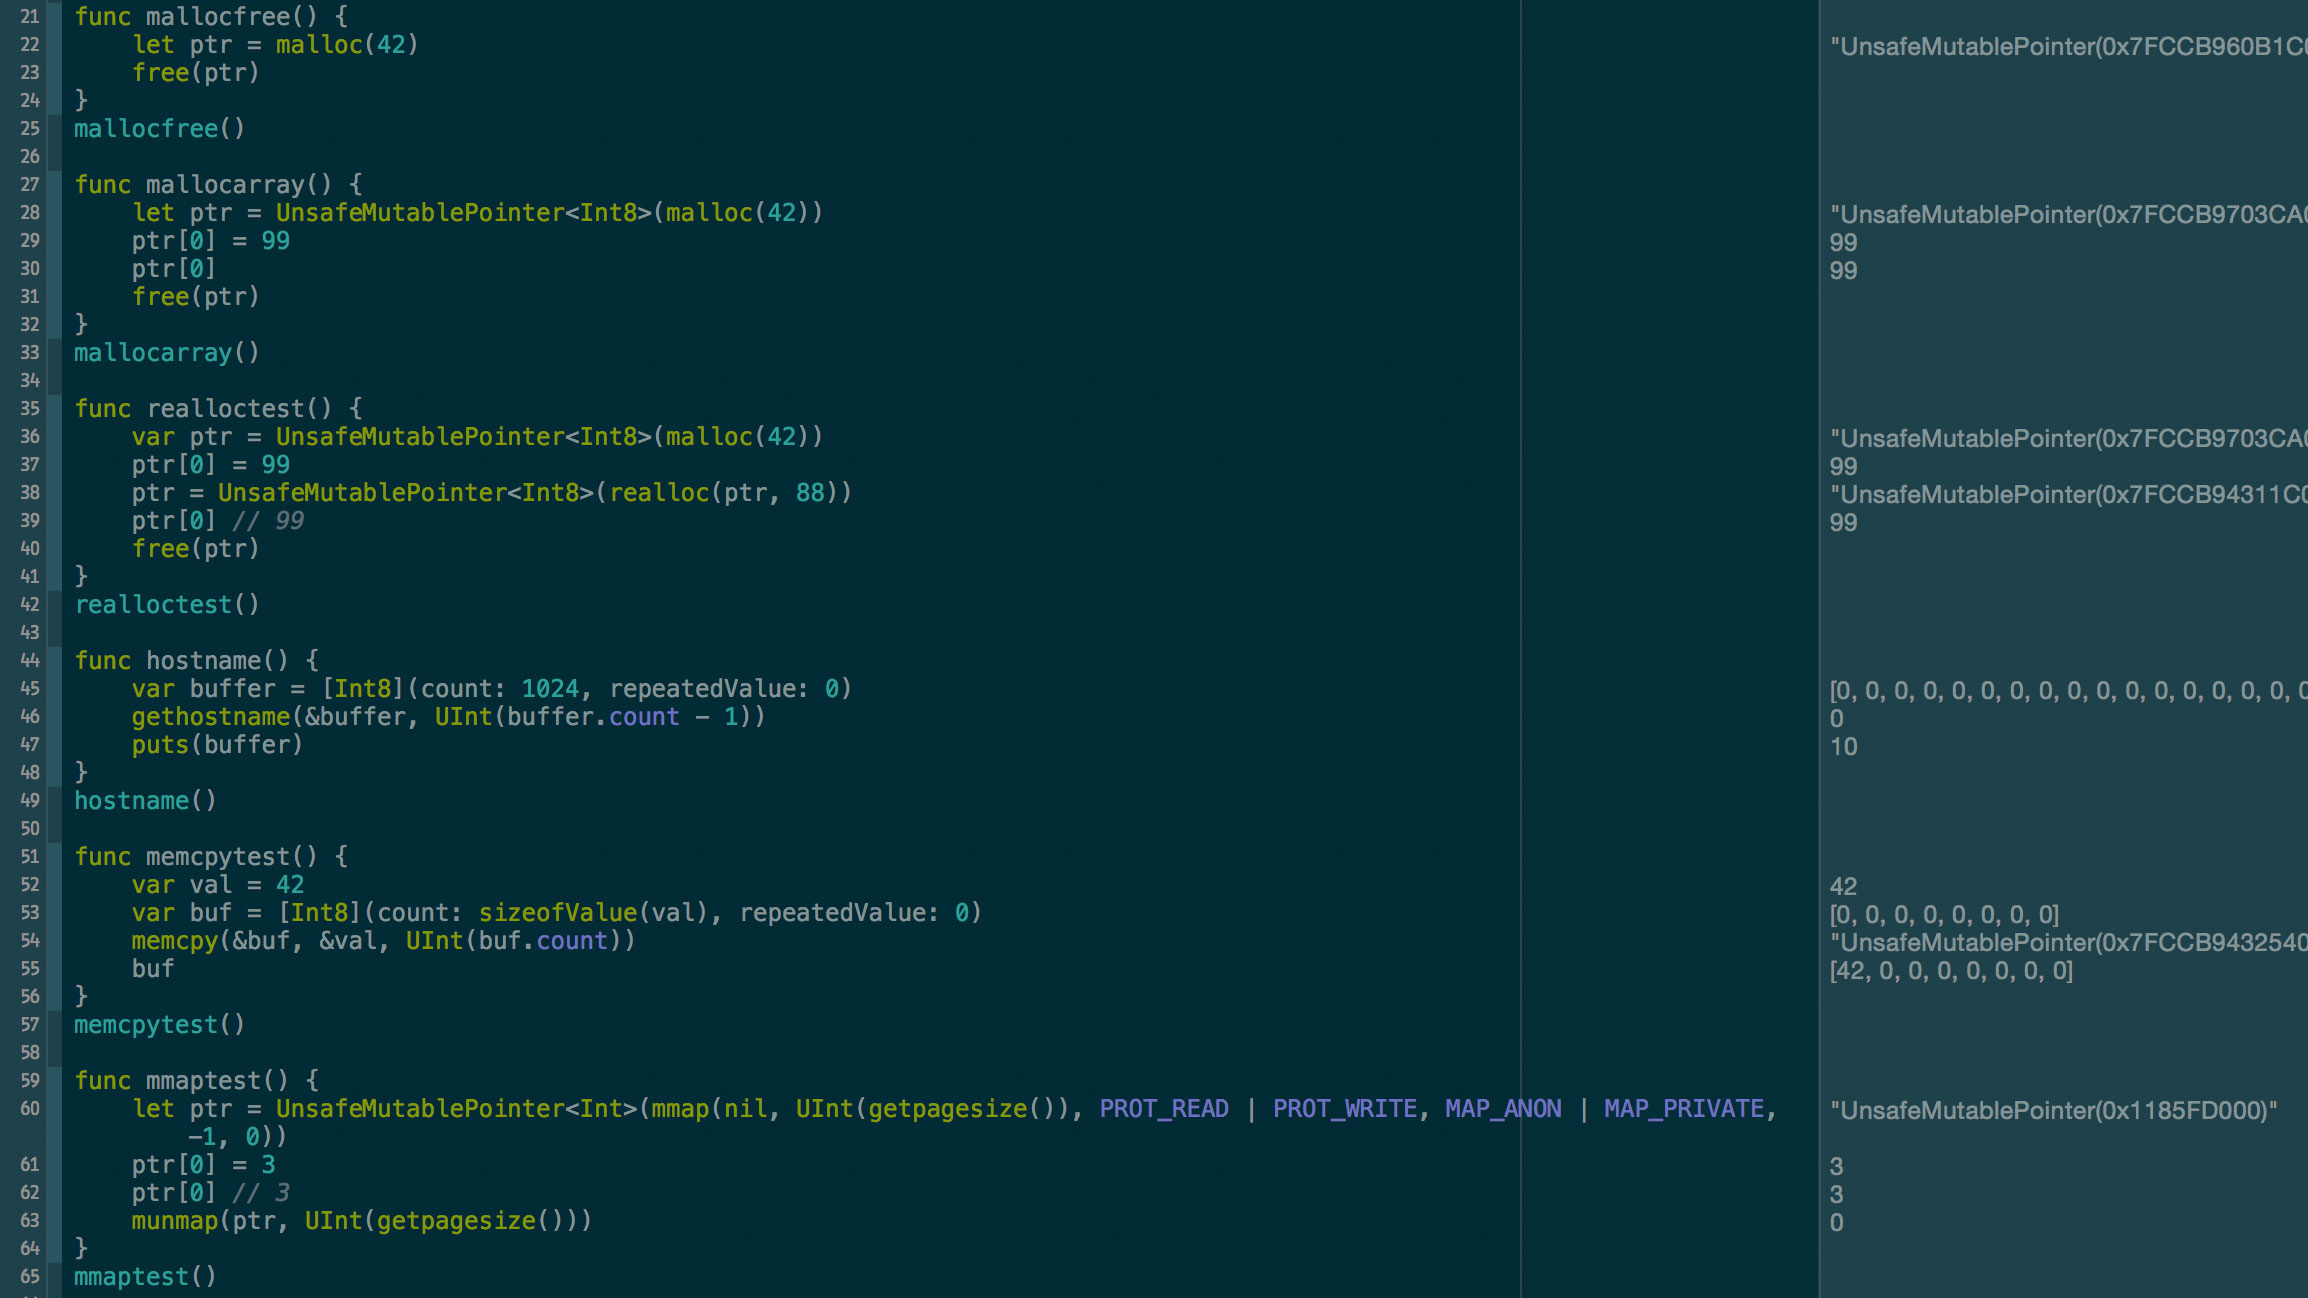 21 func mallocfree() {
22 let ptr = malloc(42) "UnsafeMutablePointer(0x7FCCB960B1C
23 free(ptr)
24 }
25 mallocfree()
26
27 func mallocarray() {
28 let ptr = UnsafeMutablePointer<Int8>(malloc(42)) "UnsafeMutablePointer(0x7FCCB9703CA
29 ptr[0] = 99 99
30 ptr[0] 99
31 free(ptr)
32 }
33 mallocarray()
34
35 func realloctest() {
36 var ptr = UnsafeMutablePointer<Int8>(malloc(42)) "UnsafeMutablePointer(0x7FCCB9703CA
37 ptr[0] = 99 99
38 ptr = UnsafeMutablePointer<Int8>(realloc(ptr, 88)) "UnsafeMutablePointer(0x7FCCB94311C
39 ptr[0] // 99 99
40 free(ptr)
41 }
42 realloctest()
43
44 func hostname() {
45 var buffer = [Int8](count: 1024, repeatedValue: 0) [0, 0, 0, 0, 0, 0, 0, 0, 0, 0, 0, 0, 0, 0, 0, 0, 0
46 gethostname(&buffer, UInt(buffer.count - 1)) 0
47 puts(buffer) 10
48 }
49 hostname()
50
51 func memcpytest() {
52 var val = 42 42
53 var buf = [Int8](count: sizeofValue(val), repeatedValue: 0) [0, 0, 0, 0, 0, 0, 0, 0]
54 memcpy(&buf, &val, UInt(buf.count)) "UnsafeMutablePointer(0x7FCCB9432540
55 buf [42, 0, 0, 0, 0, 0, 0, 0]
56 }
57 memcpytest()
58
59 func mmaptest() {
60 let ptr = UnsafeMutablePointer<Int>(mmap(nil, UInt(getpagesize()), PROT_READ | PROT_WRITE, MAP_ANON | MAP_PRIVATE, "UnsafeMutablePointer(0x1185FD000)"
-1, 0))
61 ptr[0] = 3 3
62 ptr[0] // 3 3
63 munmap(ptr, UInt(getpagesize())) 0
64 }
65 mmaptest()